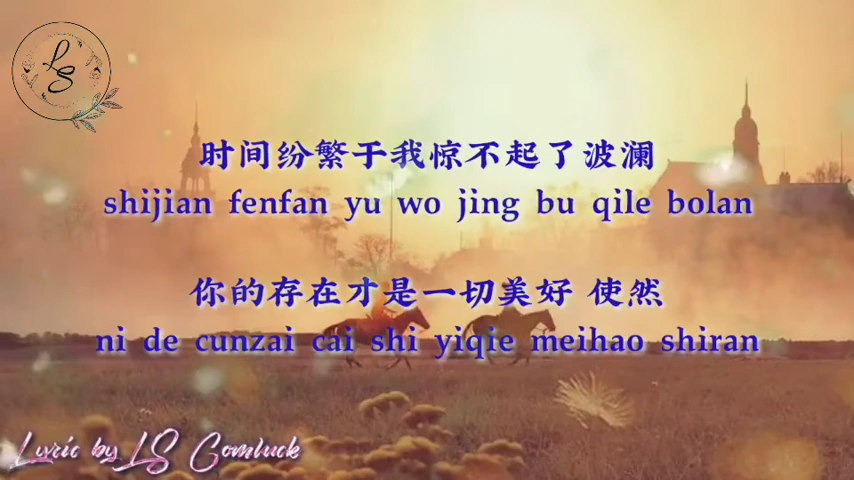 LS
时间纷繁于我惊不起了波澜
shijian fenfan yu wo jing bu qile bolan
你的存在才是一切美好 使然
ni de cunzai cai shi yiqie meihao shiran
Lyric by LS Comluck